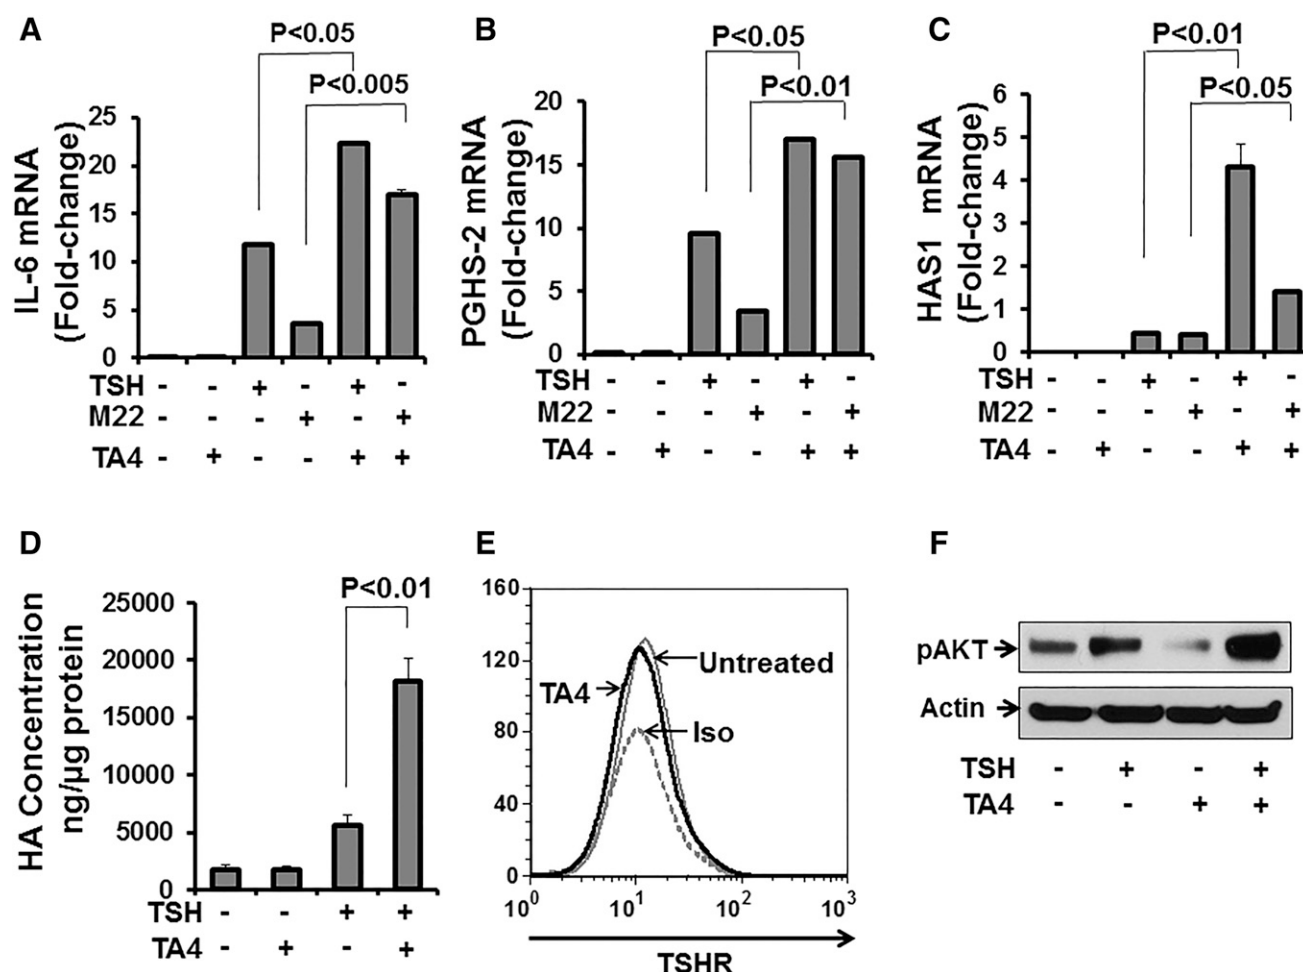 A
P<0.05
P<0.005
IL-6 mRNA
(Fold-change)
25
20
15
10
5
0
TSH - - + - + -
M22 - - - + - +
TA4 - + - - + +
B
P<0.05
P<0.01
PGHS-2 mRNA
(Fold-change)
20
15
10
5
0
TSH - - + - + -
M22 - - - + - +
TA4 - + - - + +
C
P<0.01
P<0.05
HAS1 mRNA
(Fold-change)
6
5
4
3
2
1
0
TSH - - + - + -
M22 - - - + - +
TA4 - + - - + +
D
P<0.01
HA Concentration
ng/µg protein
25000
20000
15000
10000
5000
0
TSH - - + +
TA4 - + - +
E
160
120
80
40
0
Untreated
TA4
Iso
10⁰ 10¹ 10² 10³
TSHR
F
pAKT
Actin
TSH - + - +
TA4 - - + +